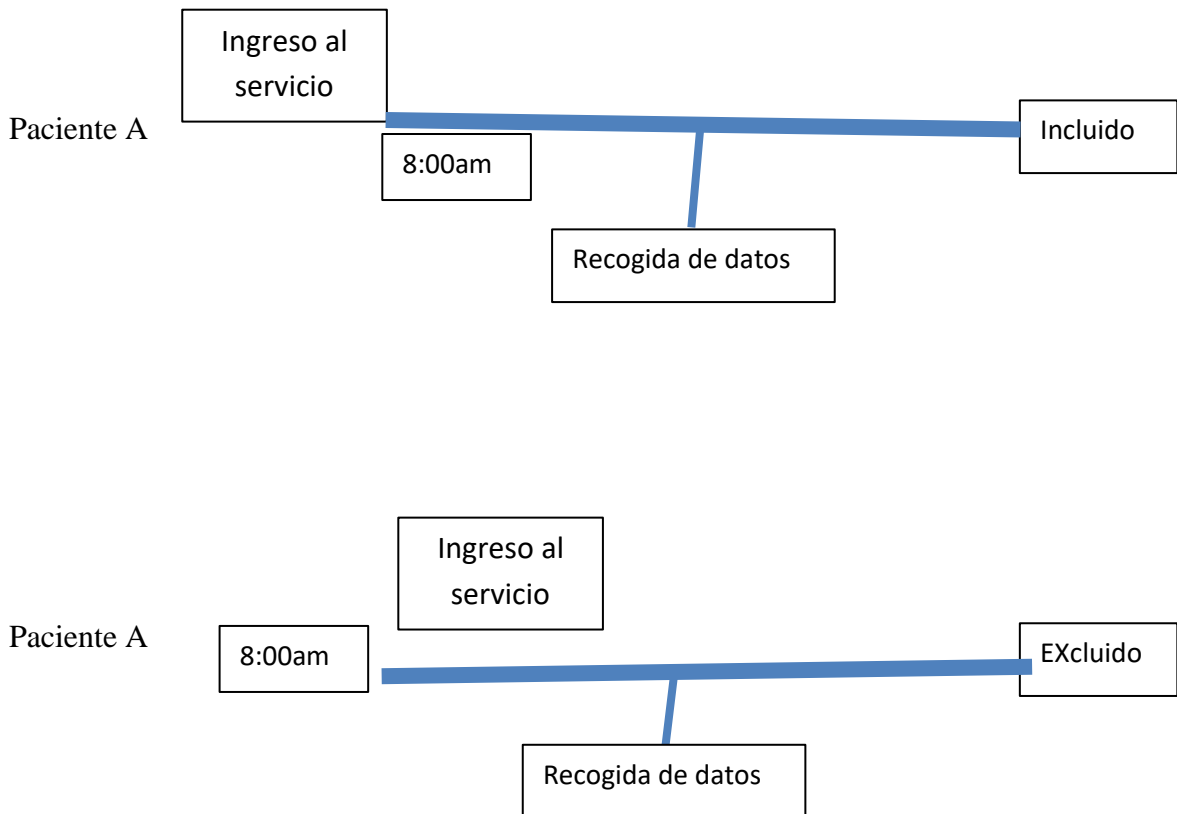 Ingreso al
servicio
Paciente A
Incluido
8:00am
Recogida de datos
Ingreso al
servicio
Paciente A
8:00am
EXcluido
Recogida de datos